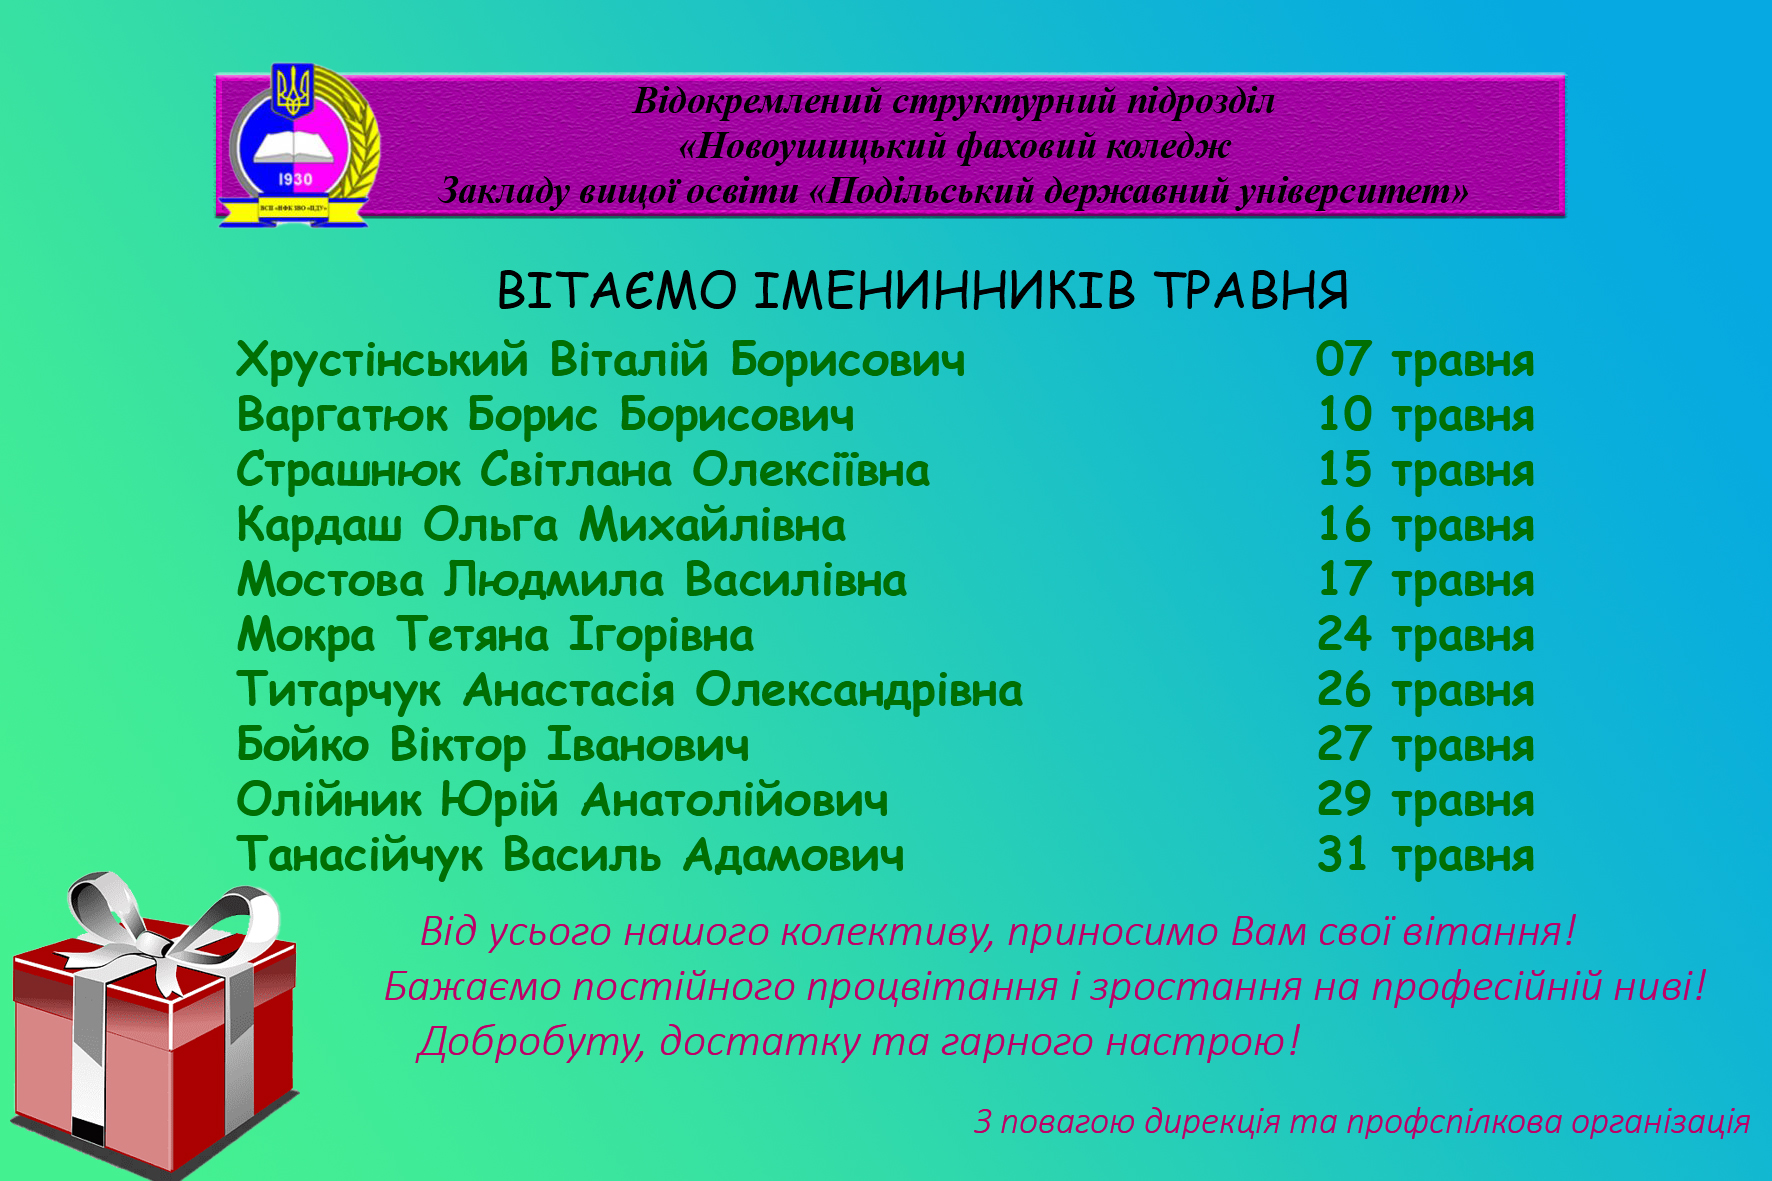 Відокремлений структурний підрозділ
«Новоушицький фаховий коледж
Закладу вищої освіти «Подільський державний університет»
1930
ВСП «НФК ЗВО «ПДУ»
ВІТАЄМО ІМЕНИННИКІВ ТРАВНЯ
Хрустінський Віталій Борисович 07 травня
Варгатюк Борис Борисович 10 травня
Страшнюк Світлана Олексіївна 15 травня
Кардаш Ольга Михайлівна 16 травня
Мостова Людмила Василівна 17 травня
Мокра Тетяна Ігорівна 24 травня
Титарчук Анастасія Олександрівна 26 травня
Бойко Віктор Іванович 27 травня
Олійник Юрій Анатолійович 29 травня
Танасійчук Василь Адамович 31 травня
Від усього нашого колективу, приносимо Вам свої вітання!
Бажаємо постійного процвітання і зростання на професійній ниві!
Добробуту, достатку та гарного настрою!
З повагою дирекція та профспілкова організація